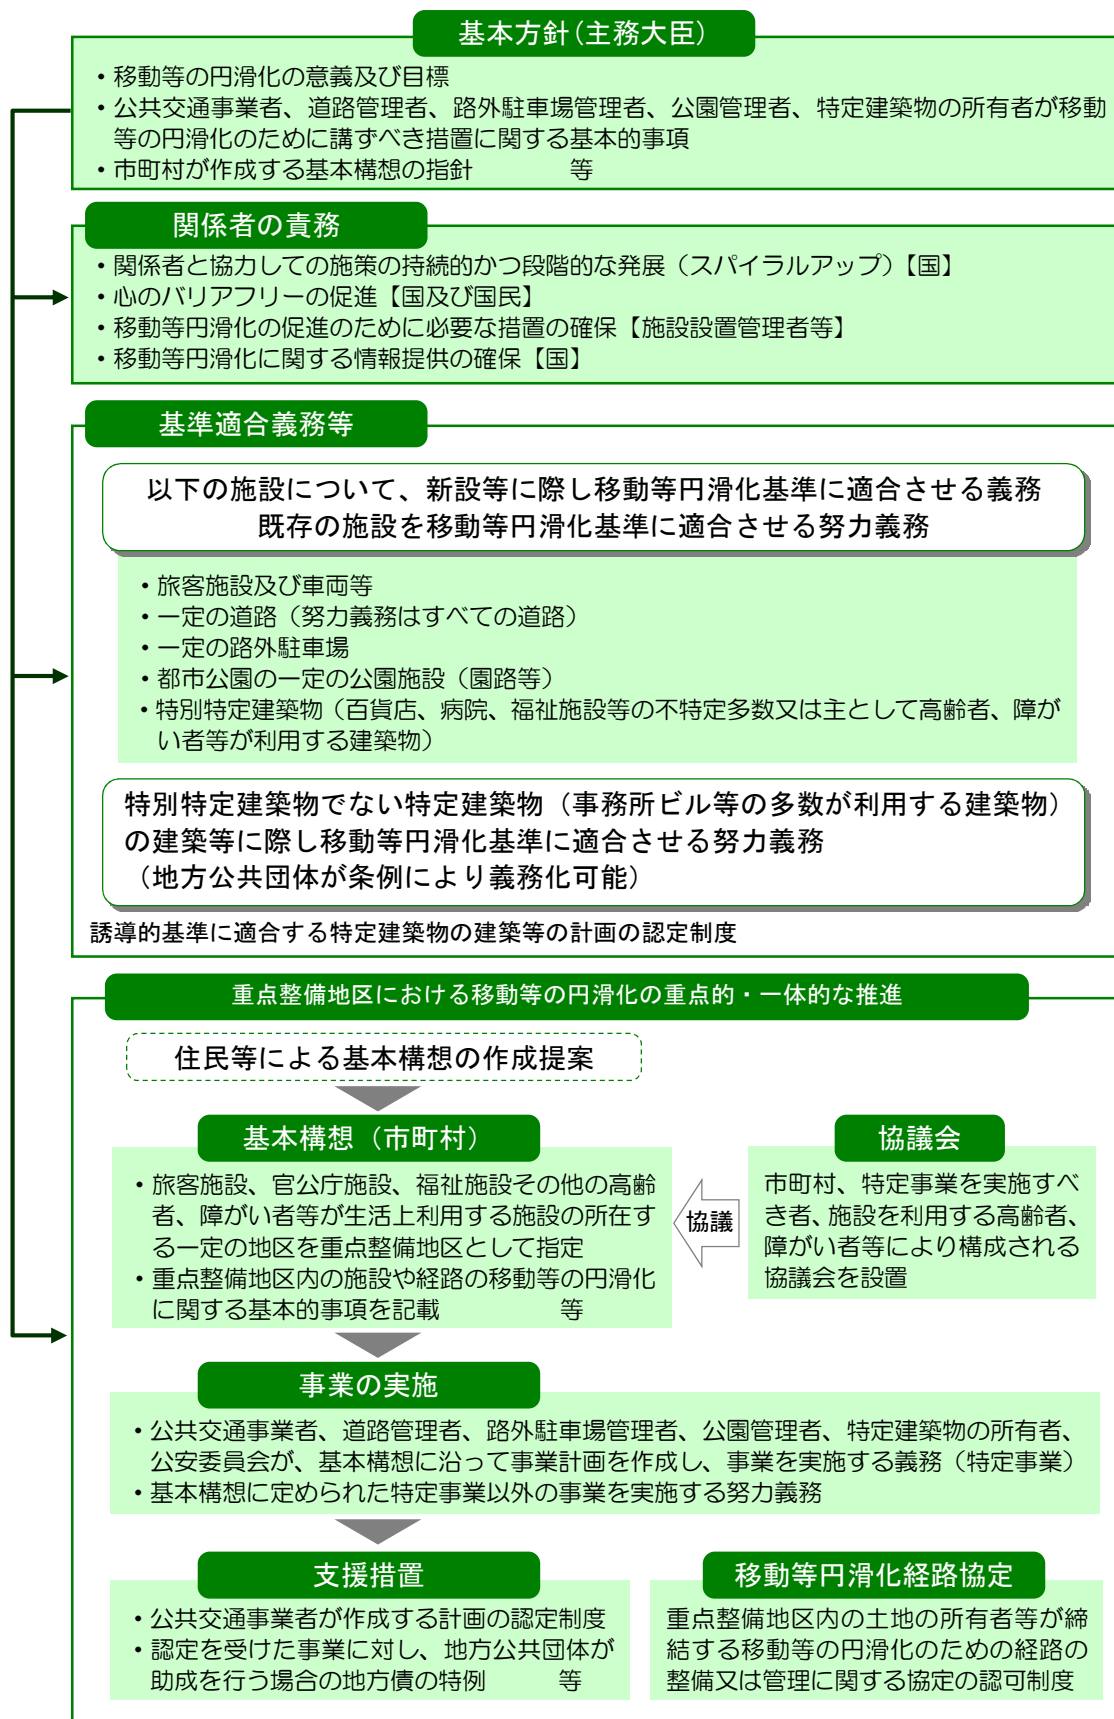 基本方針（主務大臣）
・移動等の円滑化の意義及び目標
・公共交通事業者、道路管理者、路外駐車場管理者、公園管理者、特定建築物の所有者が移動
等の円滑化のために講ずべき措置に関する基本的事項
・市町村が作成する基本構想の指針　　　等
関係者の責務
・関係者と協力しての施策の持続的かつ段階的な発展（スパイラルアップ）【国】
・心のバリアフリーの促進【国及び国民】
・移動等円滑化の促進のために必要な措置の確保【施設設置管理者等】
・移動等円滑化に関する情報提供の確保【国】
基準適合義務等
以下の施設について、新設等に際し移動等円滑化基準に適合させる義務
既存の施設を移動等円滑化基準に適合させる努力義務
・旅客施設及び車両等
・一定の道路（努力義務はすべての道路）
・一定の路外駐車場
・都市公園の一定の公園施設（園路等）
・特別特定建築物（百貨店、病院、福祉施設等の不特定多数又は主として高齢者、障が
い者等が利用する建築物）
特別特定建築物でない特定建築物（事務所ビル等の多数が利用する建築物）
の建築等に際し移動等円滑化基準に適合させる努力義務
（地方公共団体が条例により義務化可能）
誘導的基準に適合する特定建築物の建築等の計画の認定制度
重点整備地区における移動等の円滑化の重点的・一体的な推進
住民等による基本構想の作成提案
基本構想（市町村）
・旅客施設、官公庁施設、福祉施設その他の高齢
者、障がい者等が生活上利用する施設の所在す
る一定の地区を重点整備地区として指定
・重点整備地区内の施設や経路の移動等の円滑化
に関する基本的事項を記載　　　等
協議
協議会
市町村、特定事業を実施すべ
き者、施設を利用する高齢者、
障がい者等により構成される
協議会を設置
事業の実施
・公共交通事業者、道路管理者、路外駐車場管理者、公園管理者、特定建築物の所有者、
公安委員会が、基本構想に沿って事業計画を作成し、事業を実施する義務（特定事業）
・基本構想に定められた特定事業以外の事業を実施する努力義務
支援措置
・公共交通事業者が作成する計画の認定制度
・認定を受けた事業に対し、地方公共団体が
助成を行う場合の地方債の特例　　　等
移動等円滑化経路協定
重点整備地区内の土地の所有者等が締
結する移動等の円滑化のための経路の
整備又は管理に関する協定の認可制度